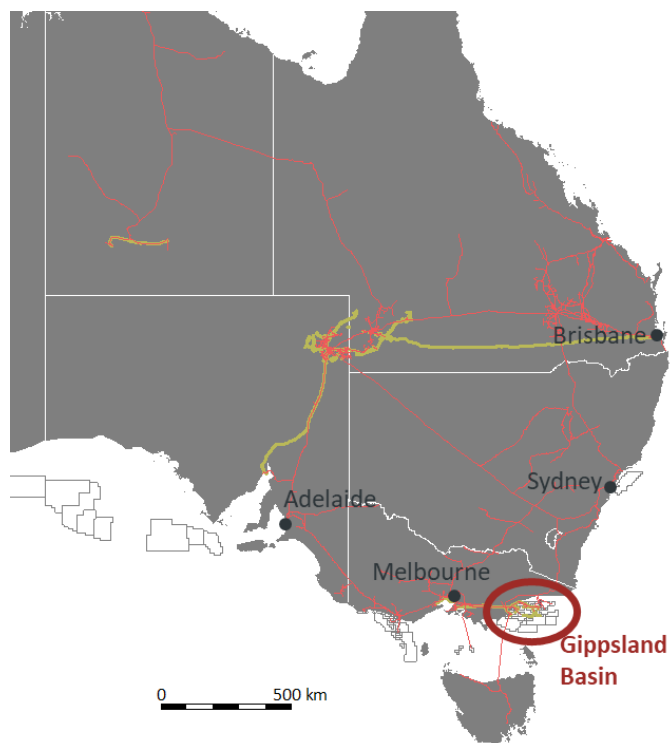 Brisbane
Sydney
Adelaide
Melbourne
Gippsland
Basin
0 500 km